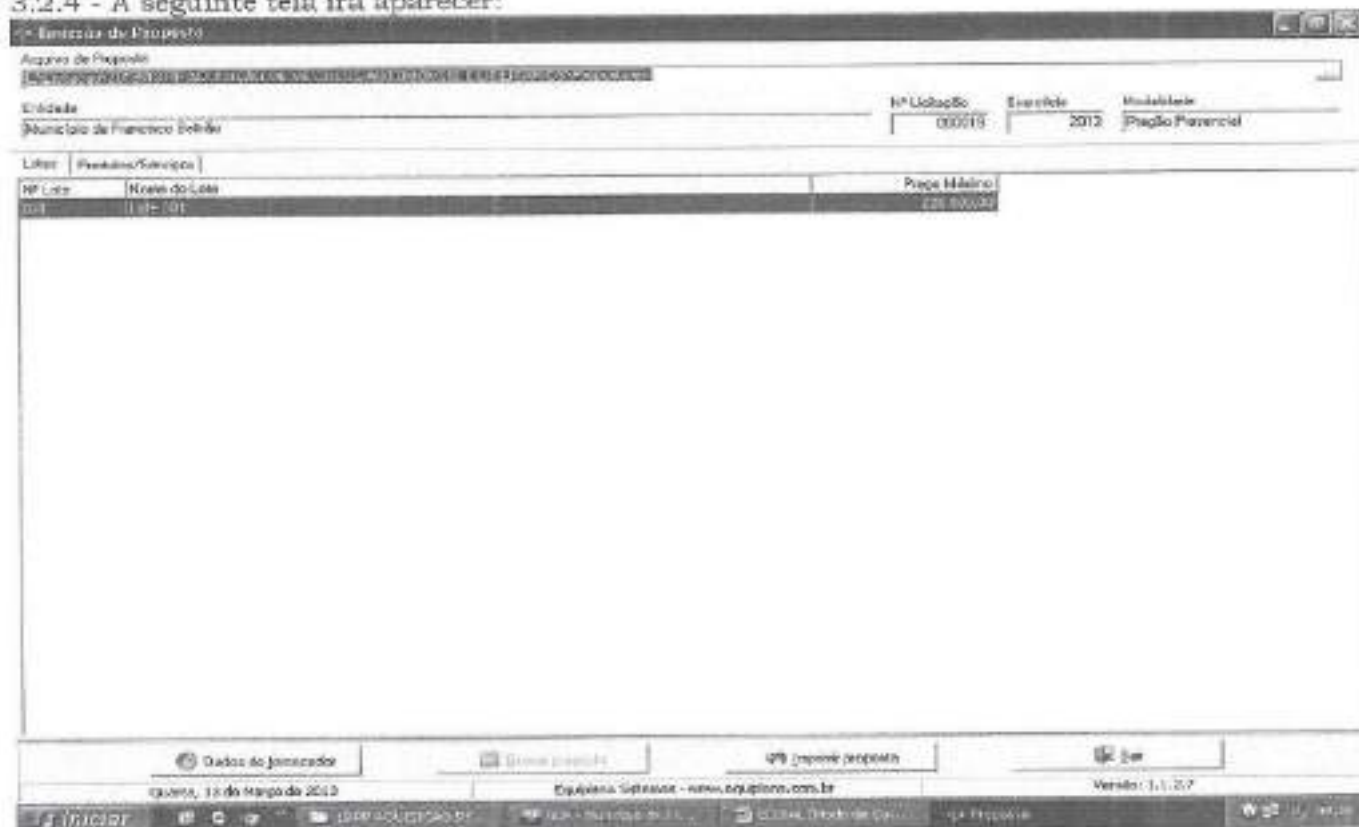 3.2.4 - A seguinte tela irá aparecer:
Emissão de Proposta
Arquivo de Proposta
Entidade
Nº Licitação
Exercício
Modalidade
Município de Francisco Beltrão
000019
2013
Pregão Presencial
Lotes
Produtos/Serviços
Nº Lote
Nome do Lote
Preço Máximo
001
Lote 001
Dados do fornecedor
Gravar proposta
Imprimir proposta
Sair
Quarta, 13 de Março de 2013
Equiplano Sistemas - www.equiplano.com.br
Versão: 1.1.2.7
iniciar
Proposta